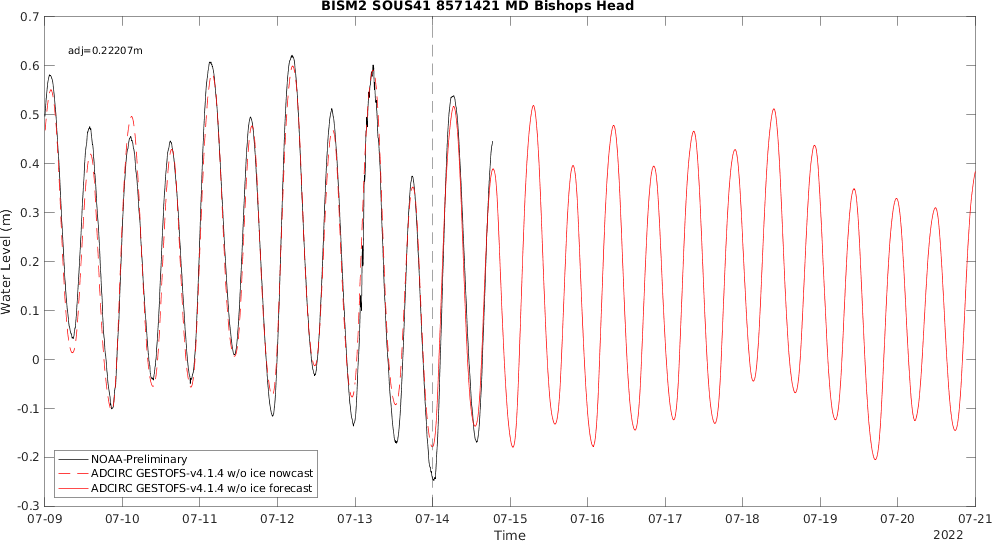 BISM2 SOUS41 8571421 MD Bishops Head
0.7
0.6
0.5
0.4
0.3
0.2
0.1
0
-0.1
-0.2
-0.3
Water Level (m)
adj=0.22207m
NOAA-Preliminary
ADCIRC GESTOFS-v4.1.4 w/o ice nowcast
ADCIRC GESTOFS-v4.1.4 w/o ice forecast
07-09 07-10 07-11 07-12 07-13 07-14 07-15 07-16 07-17 07-18 07-19 07-20 07-21
Time
2022